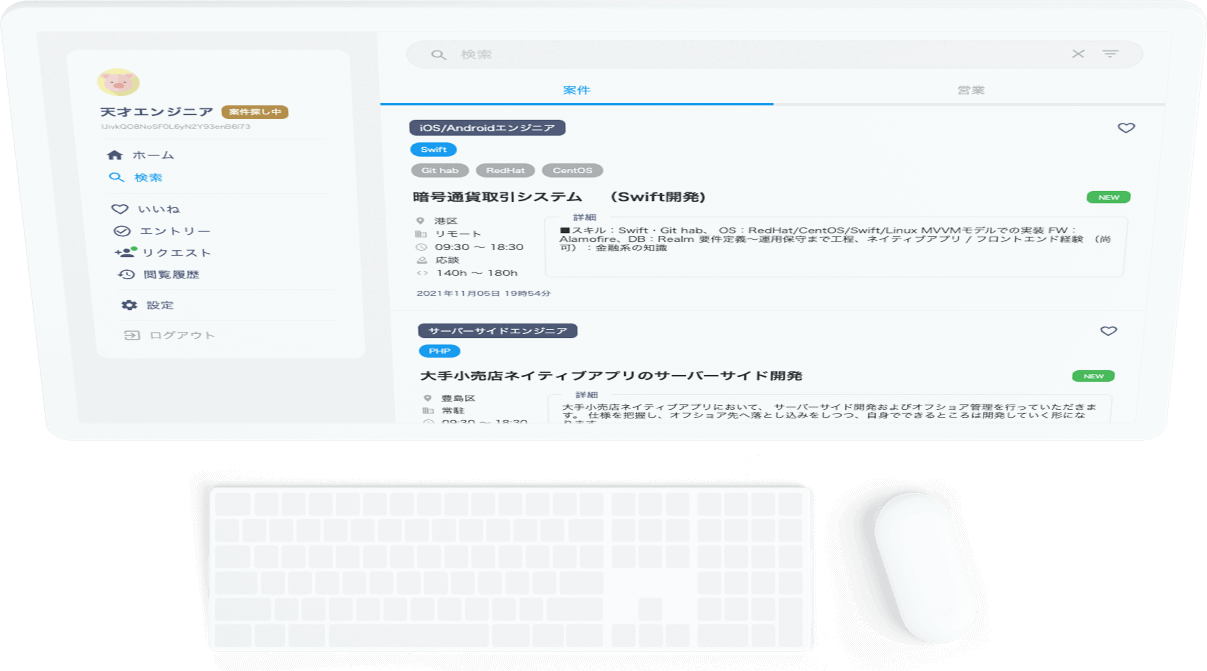 検索
天才エンジニア 案件探し中
ホーム
検索
いいね
エントリー
リクエスト
閲覧履歴
設定
ログアウト
案件 営業
iOS/Androidエンジニア
Swift
Git hab RedHat CentOS
暗号通貨取引システム （Swift開発） NEW
港区
リモート
09:30 〜 18:30
応談
140h 〜 180h
詳細
■スキル：Swift・Git hab、 OS：RedHat/CentOS/Swift/Linux MVVMモデルでの実装 FW：
Alamofire、DB：Realm 要件定義〜運用保守まで工程、ネイティブアプリ / フロントエンド経験 （尚
可）：金融系の知識
2021年11月05日 19時54分
サーバーサイドエンジニア
PHP
大手小売店ネイティブアプリのサーバーサイド開発 NEW
豊島区
常駐
09:30 〜 18:30
詳細
大手小売店ネイティブアプリにおいて、 サーバーサイド開発およびオフショア管理を行っていただきま
す。 仕様を把握し、オフショア先へ落とし込みをしつつ、自身でできるところは開発していく形にな
ります